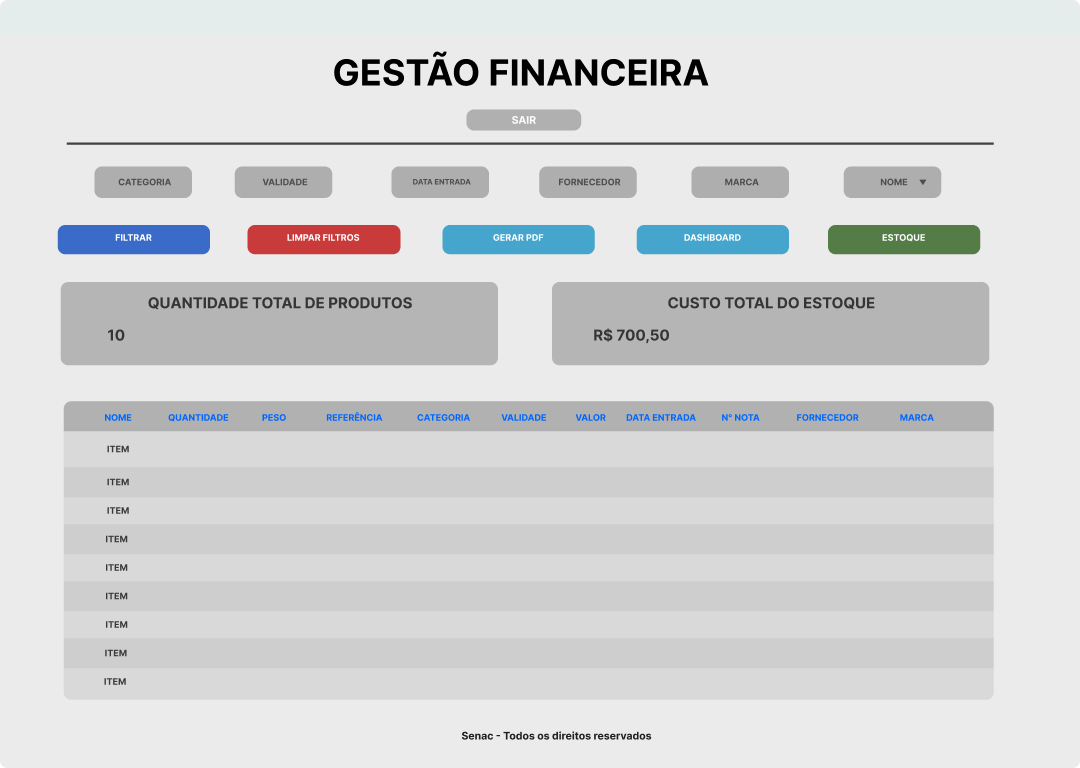 GESTÃO FINANCEIRA
SAIR
CATEGORIA VALIDADE DATA ENTRADA FORNECEDOR MARCA NOME ▼
FILTRAR LIMPAR FILTROS GERAR PDF DASHBOARD ESTOQUE
QUANTIDADE TOTAL DE PRODUTOS
10
CUSTO TOTAL DO ESTOQUE
R$ 700,50
NOME QUANTIDADE PESO REFERÊNCIA CATEGORIA VALIDADE VALOR DATA ENTRADA Nº NOTA FORNECEDOR MARCA
ITEM
ITEM
ITEM
ITEM
ITEM
ITEM
ITEM
ITEM
ITEM
Senac - Todos os direitos reservados